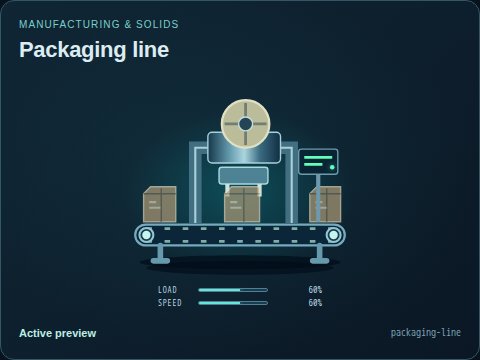 MANUFACTURING & SOLIDS
Packaging line
LOAD 60%
SPEED 60%
Active preview packaging-line